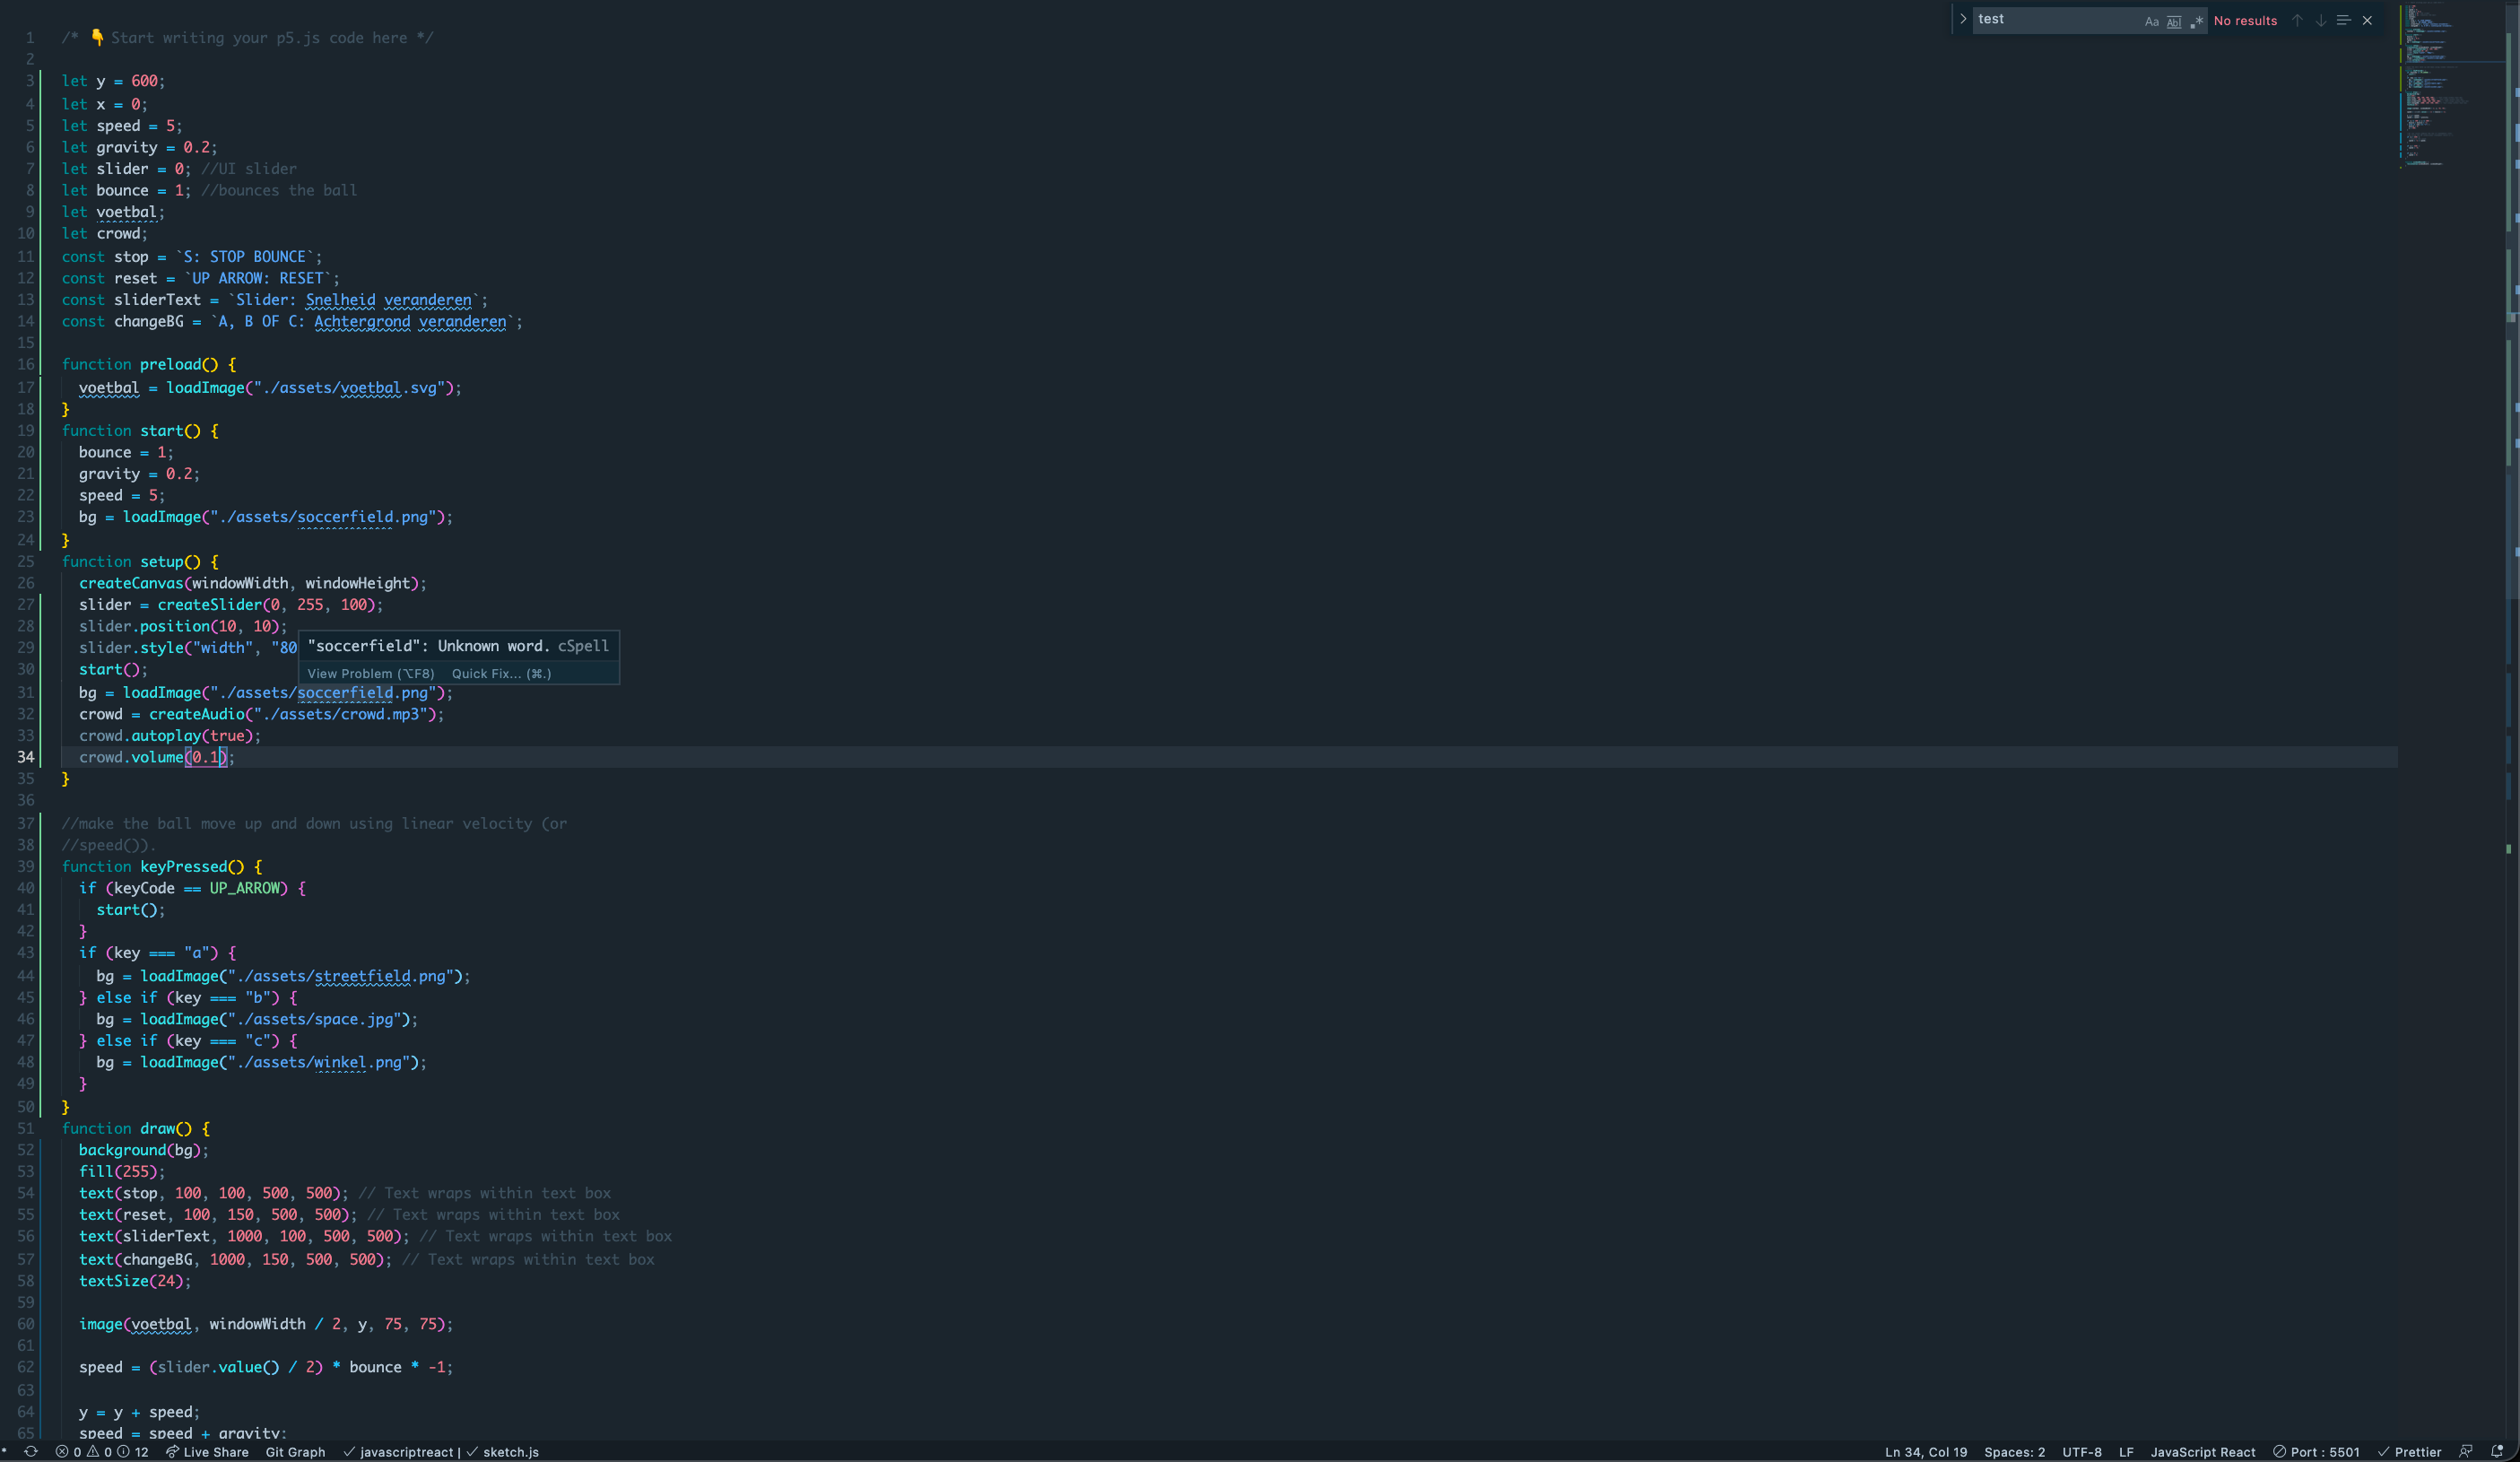 test
Aa
Abl
.*
No results
1 /* 👇 Start writing your p5.js code here */
2
3 let y = 600;
4 let x = 0;
5 let speed = 5;
6 let gravity = 0.2;
7 let slider = 0; //UI slider
8 let bounce = 1; //bounces the ball
9 let voetbal;
10 let crowd;
11 const stop = `S: STOP BOUNCE`;
12 const reset = `UP ARROW: RESET`;
13 const sliderText = `Slider: Snelheid veranderen`;
14 const changeBG = `A, B OF C: Achtergrond veranderen`;
15
16 function preload() {
17 voetbal = loadImage("./assets/voetbal.svg");
18 }
19 function start() {
20 bounce = 1;
21 gravity = 0.2;
22 speed = 5;
23 bg = loadImage("./assets/soccerfield.png");
24 }
25 function setup() {
26 createCanvas(windowWidth, windowHeight);
27 slider = createSlider(0, 255, 100);
28 slider.position(10, 10);
29 slider.style("width", "80
"soccerfield": Unknown word. cSpell
30 start();
View Problem (⌥F8) Quick Fix... (⌘.)
31 bg = loadImage("./assets/soccerfield.png");
32 crowd = createAudio("./assets/crowd.mp3");
33 crowd.autoplay(true);
34 crowd.volume(0.1);
35 }
36
37 //make the ball move up and down using linear velocity (or
38 //speed()).
39 function keyPressed() {
40 if (keyCode == UP_ARROW) {
41 start();
42 }
43 if (key === "a") {
44 bg = loadImage("./assets/streetfield.png");
45 } else if (key === "b") {
46 bg = loadImage("./assets/space.jpg");
47 } else if (key === "c") {
48 bg = loadImage("./assets/winkel.png");
49 }
50 }
51 function draw() {
52 background(bg);
53 fill(255);
54 text(stop, 100, 100, 500, 500); // Text wraps within text box
55 text(reset, 100, 150, 500, 500); // Text wraps within text box
56 text(sliderText, 1000, 100, 500, 500); // Text wraps within text box
57 text(changeBG, 1000, 150, 500, 500); // Text wraps within text box
58 textSize(24);
59
60 image(voetbal, windowWidth / 2, y, 75, 75);
61
62 speed = (slider.value() / 2) * bounce * -1;
63
64 y = y + speed;
65 speed = speed + gravity;
0 0 12 Live Share Git Graph ✓ javascriptreact | ✓ sketch.js Ln 34, Col 19 Spaces: 2 UTF-8 LF JavaScript React Port : 5501 ✓ Prettier